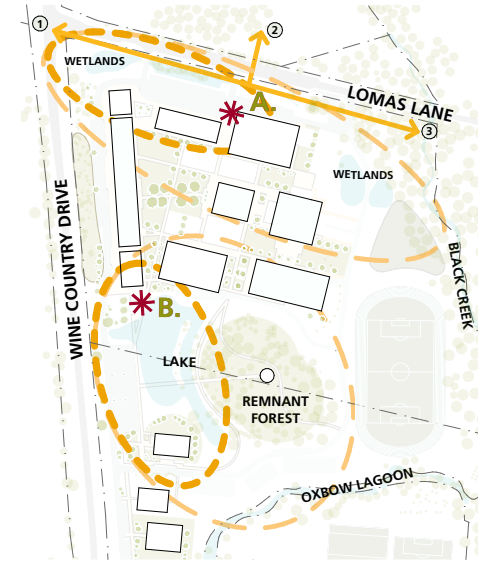 1
2
WETLANDS
A.
LOMAS LANE
3
WETLANDS
WINE COUNTRY DRIVE
BLACK CREEK
B.
LAKE
REMNANT
FOREST
OXBOW LAGOON